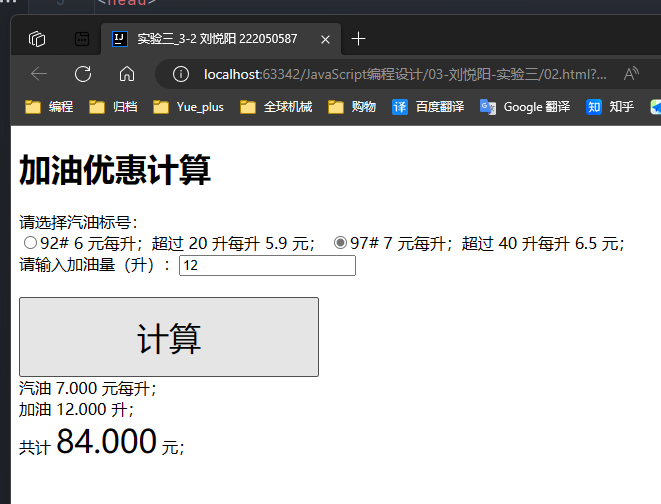 9 <head>
实验三_3-2 刘悦阳 222050587
localhost:63342/JavaScript编程设计/03-刘悦阳-实验三/02.html?...
编程 归档 Yue_plus 全球机械 购物 译 百度翻译 Google 翻译 知 知乎
加油优惠计算
请选择汽油标号：
92# 6 元每升；超过 20 升每升 5.9 元； 97# 7 元每升；超过 40 升每升 6.5 元；
请输入加油量（升）：12
计算
汽油 7.000 元每升；
加油 12.000 升；
共计 84.000 元；